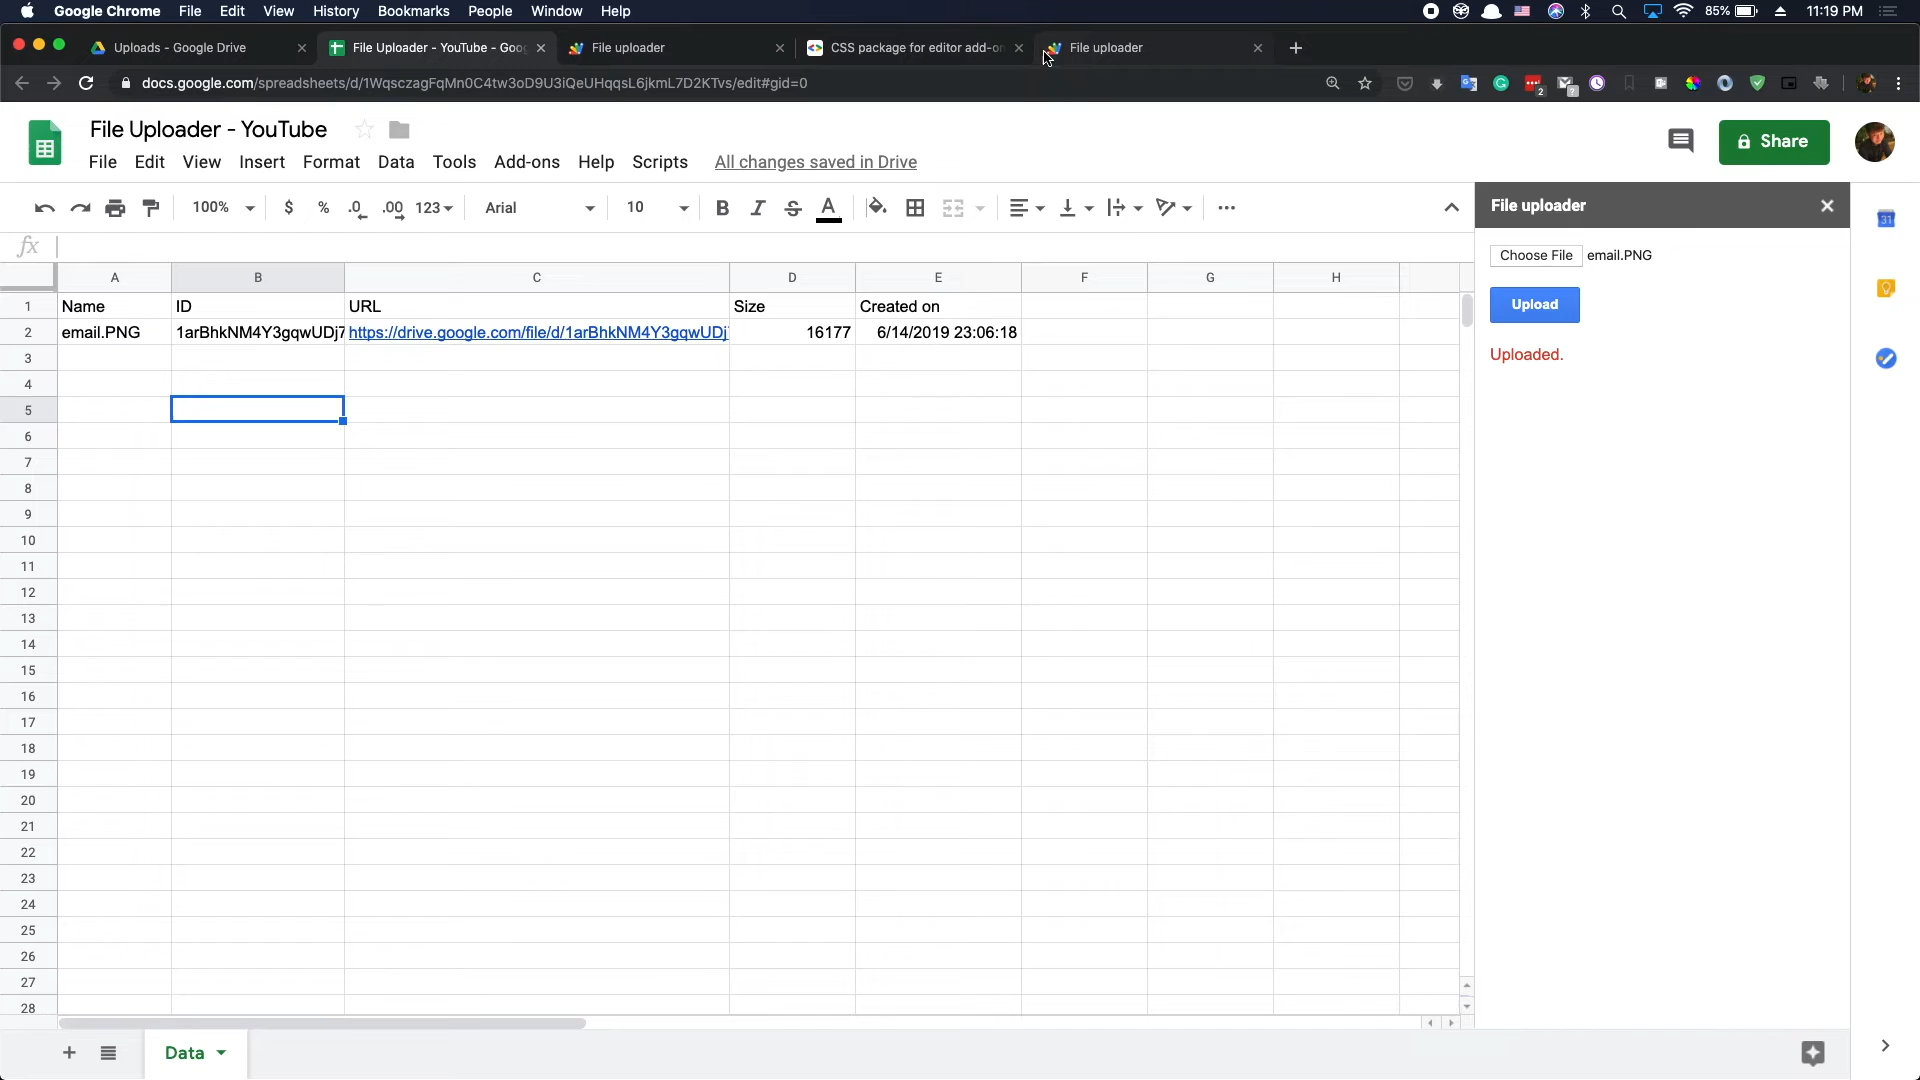 Google Chrome File Edit View History Bookmarks People Window Help 85% 11:19 PM
Uploads - Google Drive File Uploader - YouTube - Goo File uploader CSS package for editor add-on File uploader
docs.google.com/spreadsheets/d/1WqsczagFqMn0C4tw3oD9U3iQeUHqqsL6jkmL7D2KTvs/edit#gid=0
2 ?
File Uploader - YouTube
Share
File Edit View Insert Format Data Tools Add-ons Help Scripts All changes saved in Drive
100% $ % .0 .00 123 Arial 10 B I S A
fx
File uploader
31
Choose File email.PNG
Upload
Uploaded.
A B C D E F G H
1 Name ID URL Size Created on
2 email.PNG 1arBhkNM4Y3gqwUDj7 https://drive.google.com/file/d/1arBhkNM4Y3gqwUDj 16177 6/14/2019 23:06:18
3
4
5
6
7
8
9
10
11
12
13
14
15
16
17
18
19
20
21
22
23
24
25
26
27
28
Data